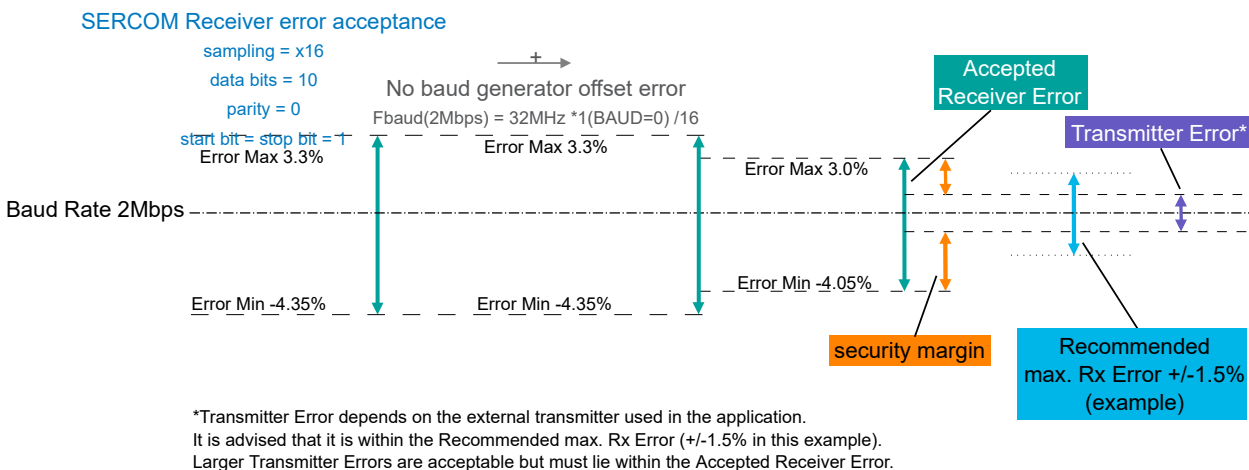 SERCOM Receiver error acceptance
sampling = x16
data bits = 10
parity = 0
start bit = stop bit = 1
+
No baud generator offset error
Fbaud(2Mbps) = 32MHz *1(BAUD=0) /16
Error Max 3.3%
Error Max 3.3%
Error Max 3.0%
Accepted
Receiver Error
Transmitter Error*
Baud Rate 2Mbps
Error Min -4.35%
Error Min -4.35%
Error Min -4.05%
security margin
Recommended
max. Rx Error +/-1.5%
(example)
*Transmitter Error depends on the external transmitter used in the application.
It is advised that it is within the Recommended max. Rx Error (+/-1.5% in this example).
Larger Transmitter Errors are acceptable but must lie within the Accepted Receiver Error.